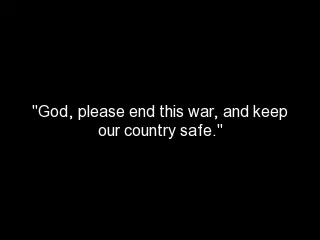 "God, please end this war, and keep
our country safe."